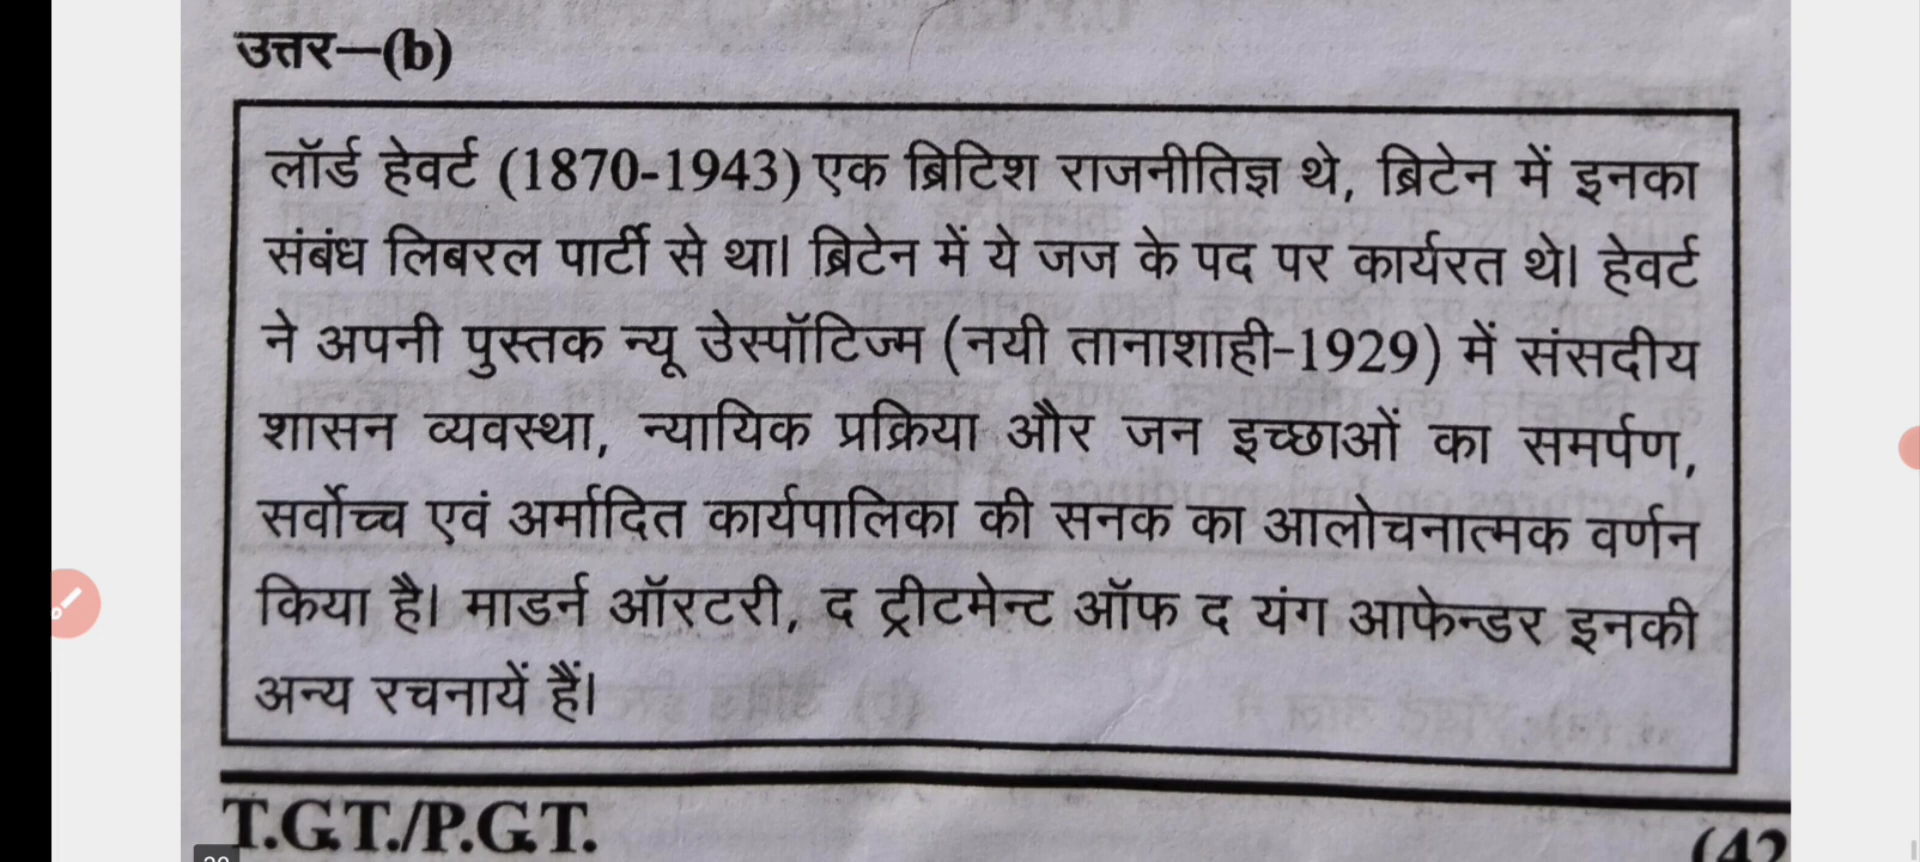 उत्तर–(b)
लॉर्ड हेवर्ट (1870-1943) एक ब्रिटिश राजनीतिज्ञ थे, ब्रिटेन में इनका
संबंध लिबरल पार्टी से था। ब्रिटेन में ये जज के पद पर कार्यरत थे। हेवर्ट
ने अपनी पुस्तक न्यू उेस्पॉटिज्म (नयी तानाशाही-1929) में संसदीय
शासन व्यवस्था, न्यायिक प्रक्रिया और जन इच्छाओं का समर्पण,
सर्वोच्च एवं अर्मादित कार्यपालिका की सनक का आलोचनात्मक वर्णन
किया है। माडर्न ऑरटरी, द ट्रीटमेन्ट ऑफ द यंग आफेन्डर इनकी
अन्य रचनायें हैं।
T.G.T./P.G.T.
(42